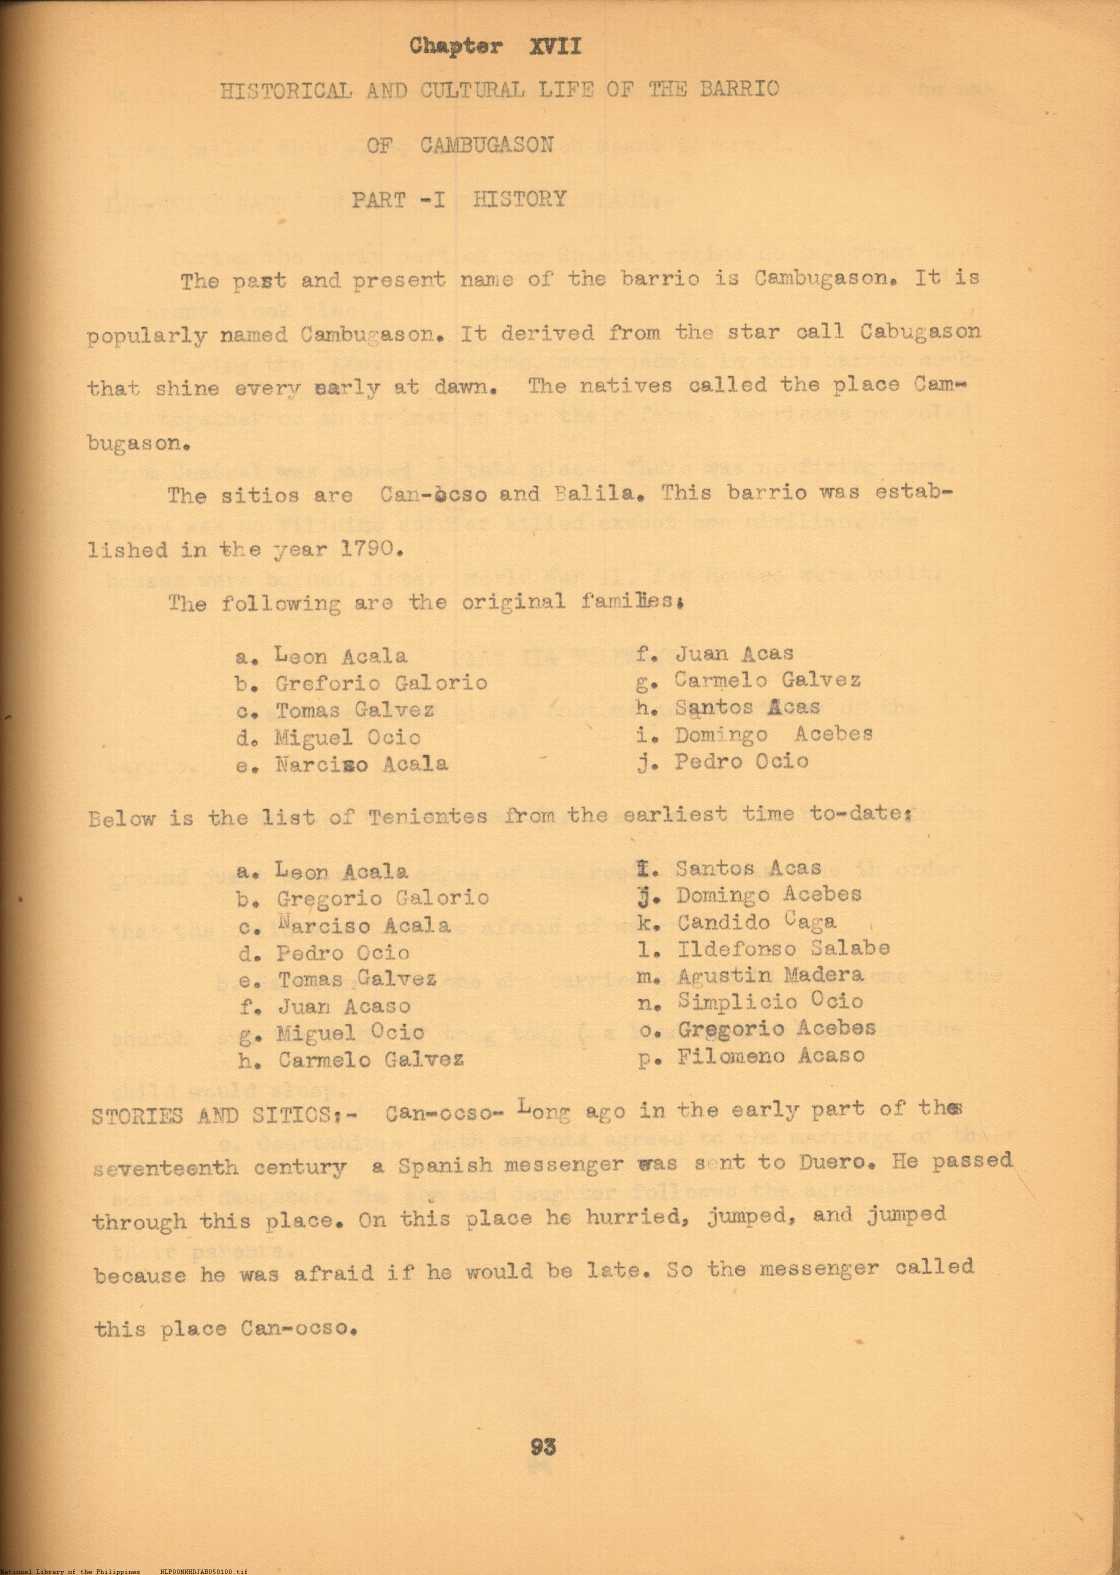 Chapter XVII
HISTORICAL AND CULTURAL LIFE OF THE BARRIO
OF CAMBUGASON
PART -I HISTORY
The past and present name of the barrio is Cambugason. It is
popularly named Cambugason. It derived from the star call Cabugason
that shine every early at dawn. The natives called the place Cam-
bugason.
The sitios are Can-ocso and Balila. This barrio was estab-
lished in the year 1790.
The following are the original families;
a. Leon Acala
b. Greforio Galorio
c. Tomas Galvez
d. Miguel Ocio
e. Narciso Acala
f. Juan Acas
g. Carmelo Galvez
h. Santos Acas
i. Domingo Acebes
j. Pedro Ocio
Below is the list of Tenientes from the earliest time to-date;
a. Leon Acala
b. Gregorio Galorio
c. Narciso Acala
d. Pedro Ocio
e. Tomas Galvez
f. Juan Acaso
g. Miguel Ocio
h. Carmelo Galvez
I. Santos Acas
j. Domingo Acebes
k. Candido Caga
l. Ildefonso Salabe
m. Agustin Madera
n. Simplicio Ocio
o. Gregorio Acebes
p. Filomeno Acaso
STORIES AND SITIOS;- Can-ocso- Long ago in the early part of the
seventeenth century a Spanish messenger was sent to Duero. He passed
through this place. On this place he hurried, jumped, and jumped
because he was afraid if he would be late. So the messenger called
this place Can-ocso.
93
National Library of the Philippines NLP00NHHDJAB050100.tif